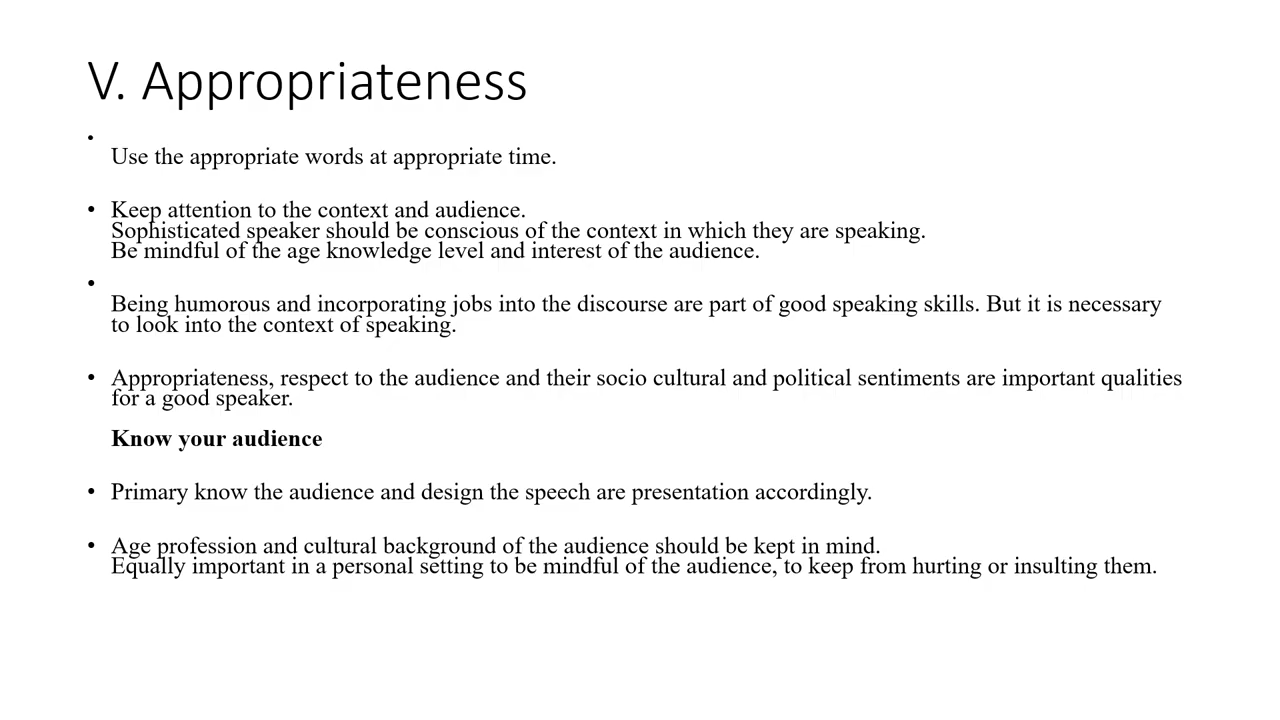 V. Appropriateness
•
Use the appropriate words at appropriate time.
• Keep attention to the context and audience.
Sophisticated speaker should be conscious of the context in which they are speaking.
Be mindful of the age knowledge level and interest of the audience.
•
Being humorous and incorporating jobs into the discourse are part of good speaking skills. But it is necessary
to look into the context of speaking.
• Appropriateness, respect to the audience and their socio cultural and political sentiments are important qualities
for a good speaker.
Know your audience
• Primary know the audience and design the speech are presentation accordingly.
• Age profession and cultural background of the audience should be kept in mind.
Equally important in a personal setting to be mindful of the audience, to keep from hurting or insulting them.